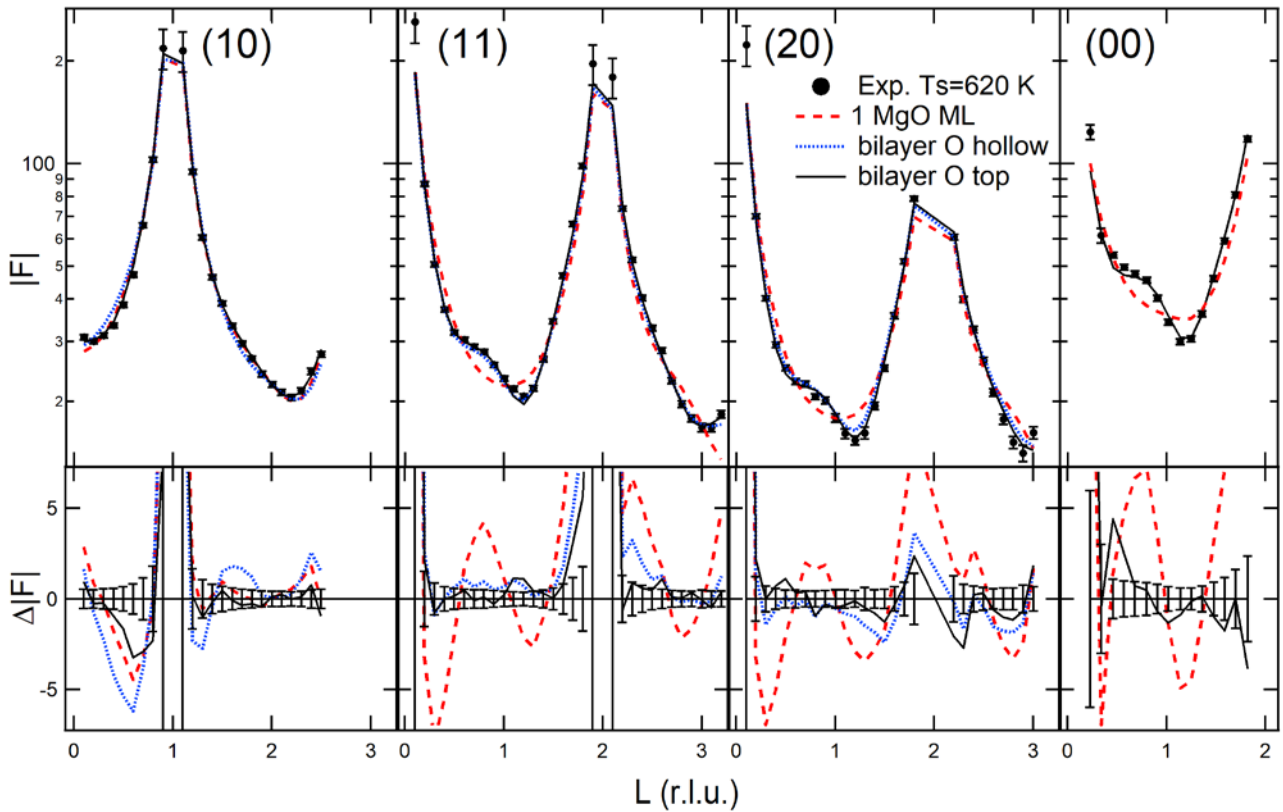 (10)
(11)
(20)
(00)
Exp. Ts=620 K
1 MgO ML
bilayer O hollow
bilayer O top
|F|
2
100
9
8
7
6
5
4
3
2
Δ|F|
5
0
-5
0 1 2 3
0 1 2 3
0 1 2 3
0 1 2 3
L (r.l.u.)